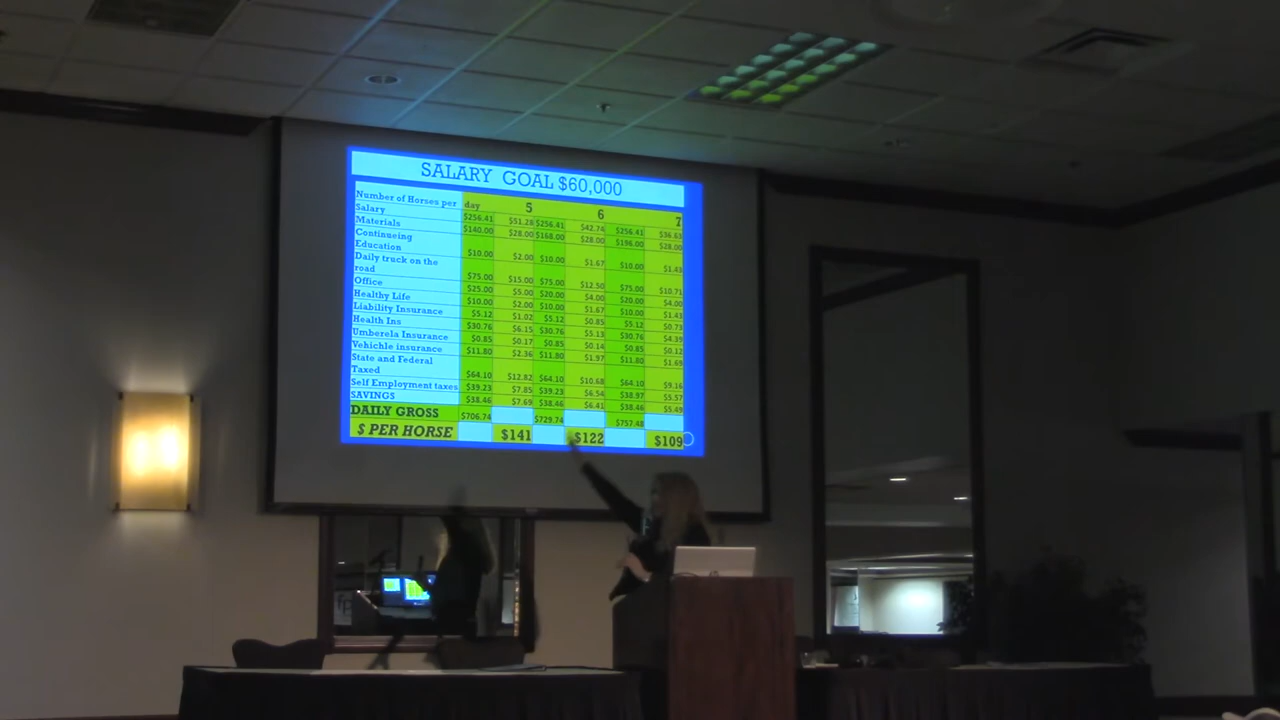 SALARY GOAL $60,000
Number of Horses per day 5 6 7
Salary $256.41 $51.28 $256.41 $42.74 $256.41 $36.63
Materials $140.00 $28.00 $168.00 $28.00 $196.00 $28.00
Continueing
Education $10.00 $2.00 $10.00 $1.67 $10.00 $1.43
Daily truck on the
road $75.00 $15.00 $75.00 $12.50 $75.00 $10.71
Office $25.00 $5.00 $20.00 $4.00 $20.00 $4.00
Healthy Life $10.00 $2.00 $10.00 $1.67 $10.00 $1.43
Liability Insurance $5.12 $1.02 $5.12 $0.85 $5.12 $0.73
Health Ins $30.76 $6.15 $30.76 $5.13 $30.76 $4.39
Umberela Insurance $0.85 $0.17 $0.85 $0.14 $0.85 $0.12
Vehichle insurance $11.80 $2.36 $11.80 $1.97 $11.80 $1.69
State and Federal
Taxed $64.10 $12.82 $64.10 $10.68 $64.10 $9.16
Self Employment taxes $39.23 $7.85 $39.23 $6.54 $38.97 $5.57
SAVINGS $38.46 $7.69 $38.46 $6.41 $38.46 $5.49
DAILY GROSS $706.74 $729.74 $757.48
$ PER HORSE $141 $122 $109